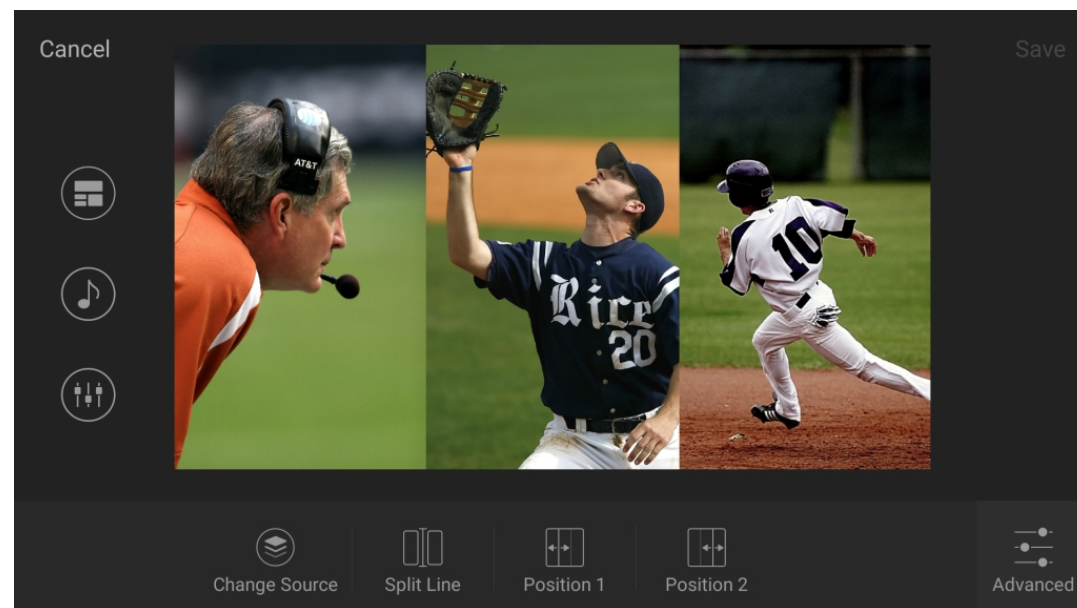 Cancel
Save
AT&T
Rice
20
10
Change Source
Split Line
Position 1
Position 2
Advanced